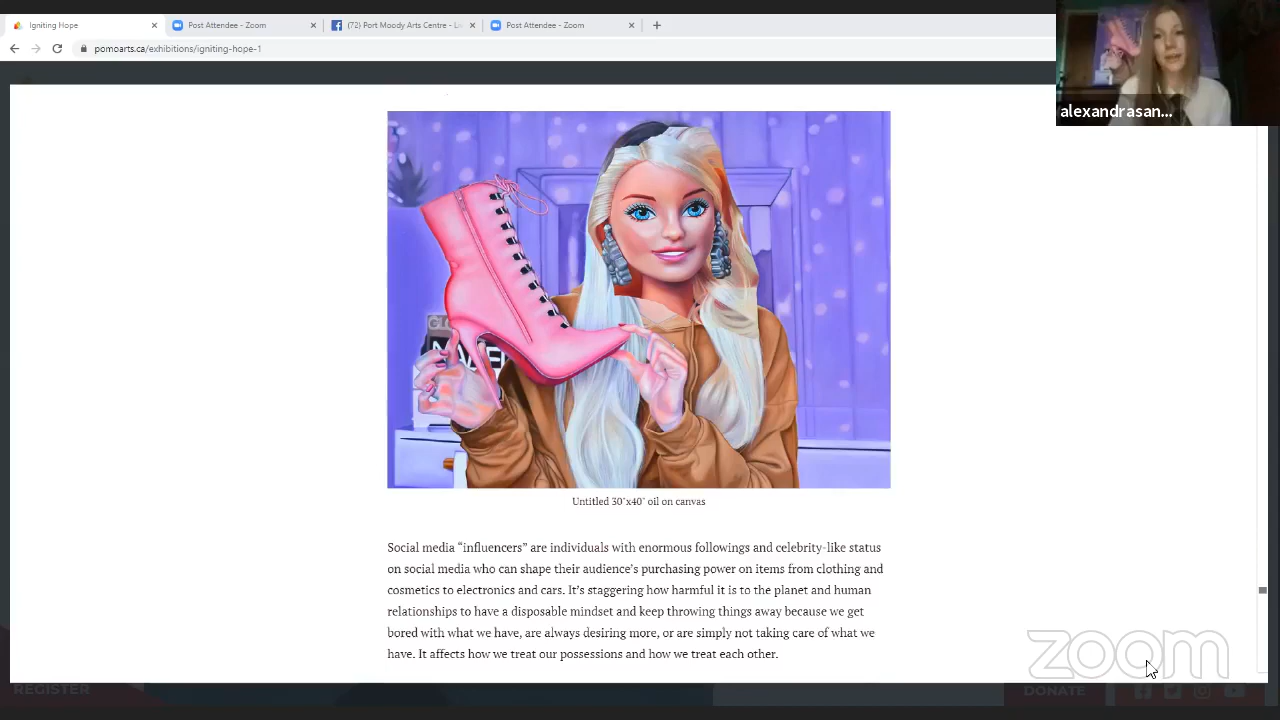 Igniting Hope
Post Attendee - Zoom
(72) Port Moody Arts Centre - L
Post Attendee - Zoom
pomoarts.ca/exhibitions/igniting-hope-1
alexandrasan...
Untitled 30"x40" oil on canvas
Social media “influencers” are individuals with enormous followings and celebrity-like status
on social media who can shape their audience’s purchasing power on items from clothing and
cosmetics to electronics and cars. It’s staggering how harmful it is to the planet and human
relationships to have a disposable mindset and keep throwing things away because we get
bored with what we have, are always desiring more, or are simply not taking care of what we
have. It affects how we treat our possessions and how we treat each other.
zoom
REGISTER
DONATE